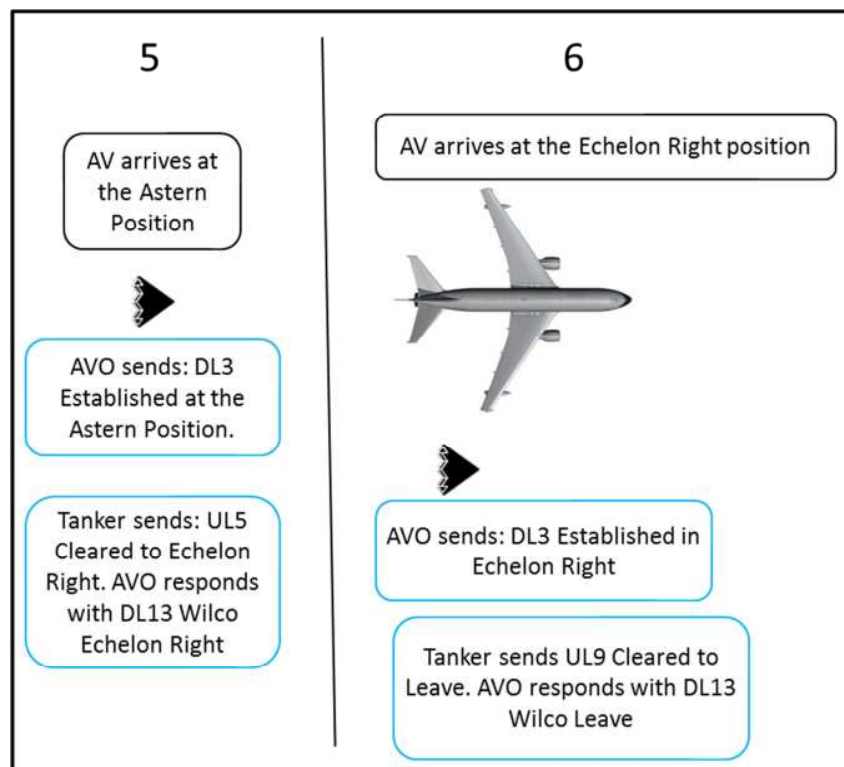 5
AV arrives at
the Astern
Position
AVO sends: DL3
Established at the
Astern Position.
Tanker sends: UL5
Cleared to Echelon
Right. AVO responds
with DL13 Wilco
Echelon Right
6
AV arrives at the Echelon Right position
AVO sends: DL3 Established in
Echelon Right
Tanker sends UL9 Cleared to
Leave. AVO responds with DL13
Wilco Leave